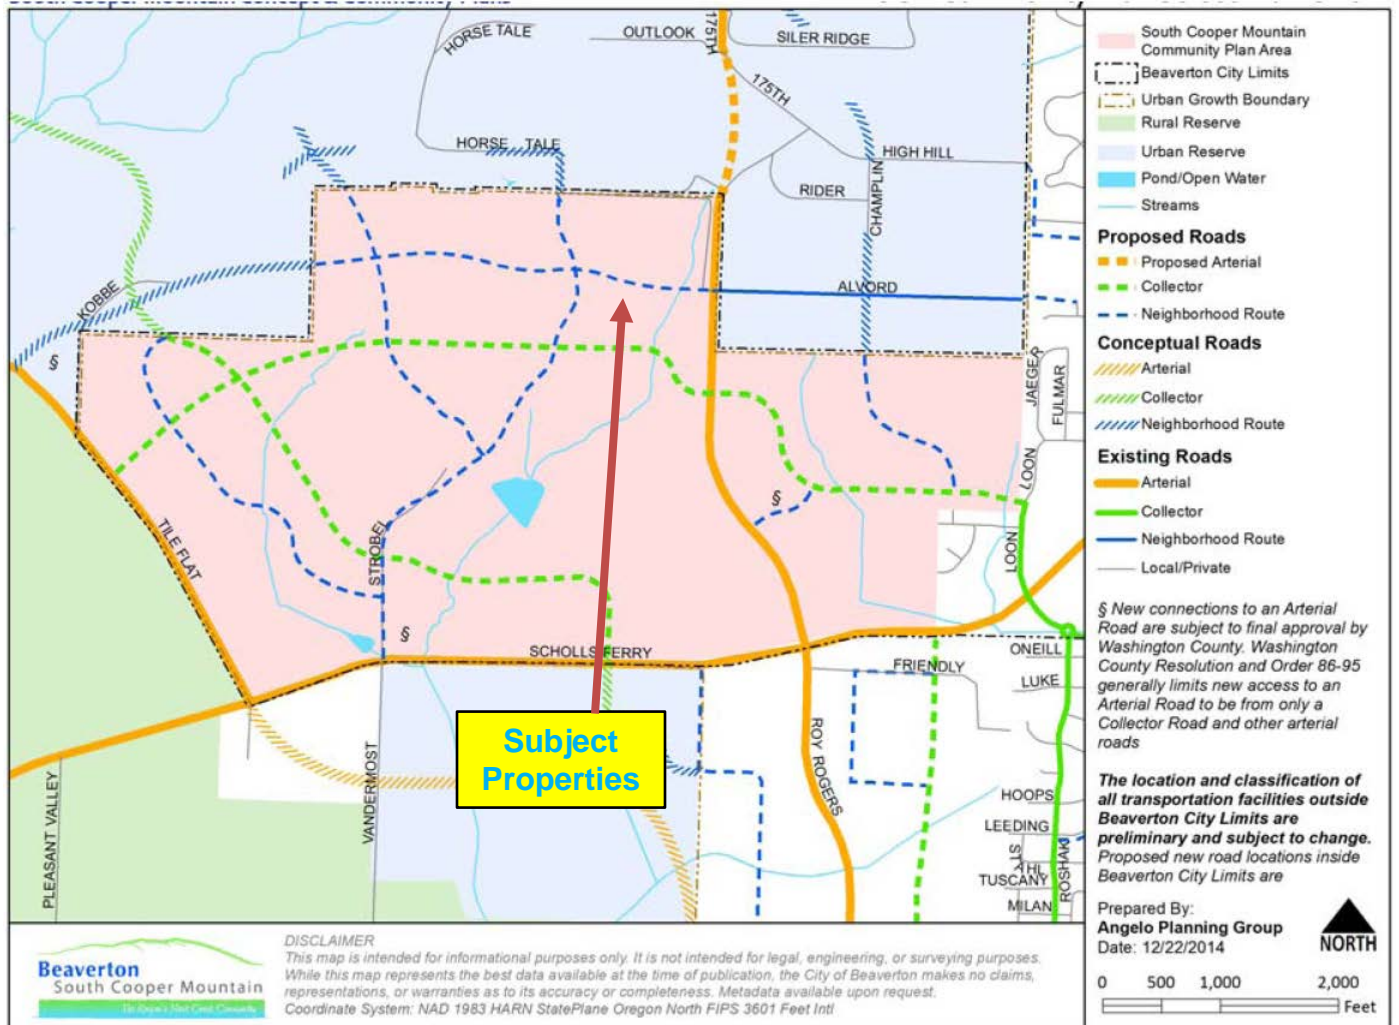 HORSE TALE
OUTLOOK
175TH
SILER RIDGE
175TH
HORSE TALE
HIGH HILL
RIDER
CHAMPLIN
KOBBE
ALVORD
§
JAEGER
FULMAR
LOON
§
TILE FLAT
STROBEL
LOON
§
SCHOLLS FERRY
FRIENDLY
ONEILL
LUKE
Subject
Properties
ROY ROGERS
VANDERMOST
PLEASANT VALLEY
HOOPS
LEEDING
STHL
TUSCANY
ROSHAK
MILAN
South Cooper Mountain
Community Plan Area
Beaverton City Limits
Urban Growth Boundary
Rural Reserve
Urban Reserve
Pond/Open Water
Streams
Proposed Roads
Proposed Arterial
Collector
Neighborhood Route
Conceptual Roads
Arterial
Collector
Neighborhood Route
Existing Roads
Arterial
Collector
Neighborhood Route
Local/Private
§ New connections to an Arterial
Road are subject to final approval by
Washington County. Washington
County Resolution and Order 86-95
generally limits new access to an
Arterial Road to be from only a
Collector Road and other arterial
roads
The location and classification of
all transportation facilities outside
Beaverton City Limits are
preliminary and subject to change.
Proposed new road locations inside
Beaverton City Limits are
Prepared By:
Angelo Planning Group
Date: 12/22/2014
NORTH
0 500 1,000 2,000
Feet
Beaverton
South Cooper Mountain
DISCLAIMER
This map is intended for informational purposes only. It is not intended for legal, engineering, or surveying purposes.
While this map represents the best data available at the time of publication, the City of Beaverton makes no claims,
representations, or warranties as to its accuracy or completeness. Metadata available upon request.
Coordinate System: NAD 1983 HARN StatePlane Oregon North FIPS 3601 Feet Intl